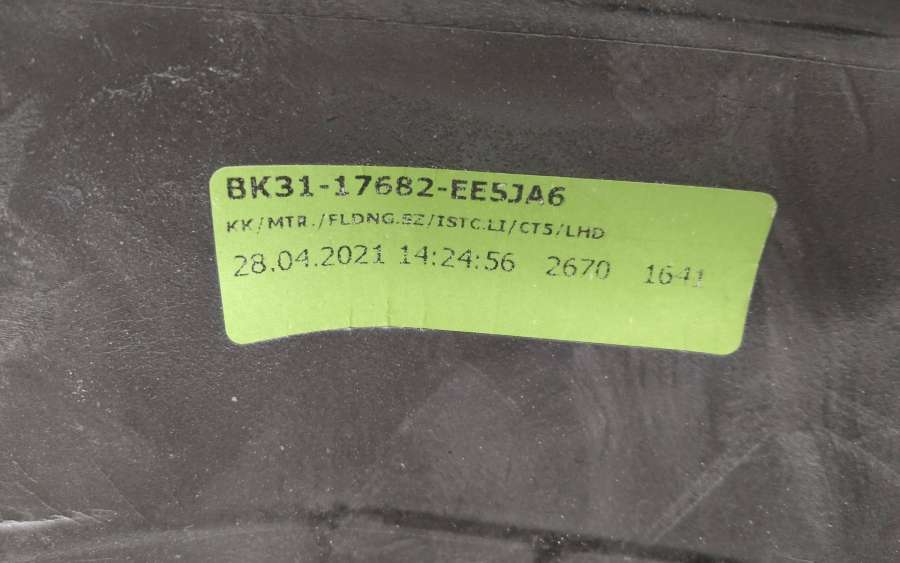 BK31-17682-EE5JA6
KK/MTR./FLDNG.EZ/ISTC.LI/CT5/LHD
28.04.2021 14:24:56 2670 1641